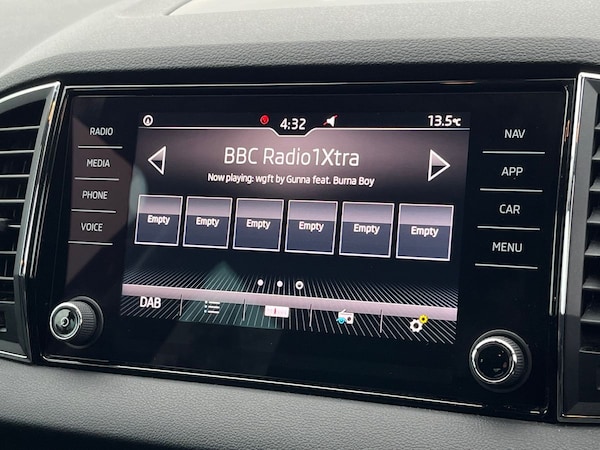 RADIO
MEDIA
PHONE
VOICE
4:32
13.5°C
BBC Radio1Xtra
Now playing: wgft by Gunna feat. Burna Boy
Empty Empty Empty Empty Empty Empty
DAB
NAV
APP
CAR
MENU